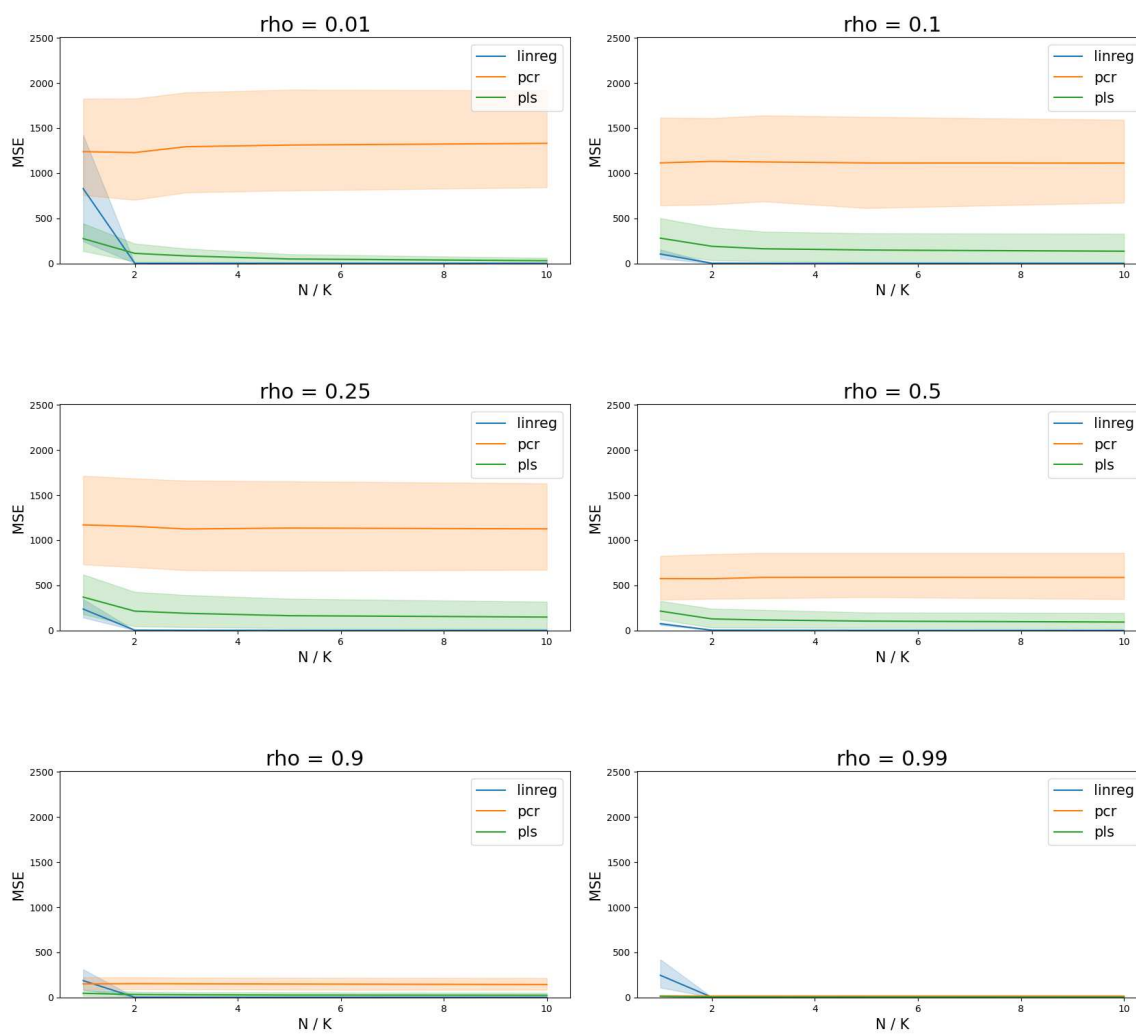 rho = 0.01
2500
2000
1500
1000
500
0
MSE
2
4
6
8
10
N / K
linreg
pcr
pls
rho = 0.1
2500
2000
1500
1000
500
0
MSE
2
4
6
8
10
N / K
linreg
pcr
pls
rho = 0.25
2500
2000
1500
1000
500
0
MSE
2
4
6
8
10
N / K
linreg
pcr
pls
rho = 0.5
2500
2000
1500
1000
500
0
MSE
2
4
6
8
10
N / K
linreg
pcr
pls
rho = 0.9
2500
2000
1500
1000
500
0
MSE
2
4
6
8
10
N / K
linreg
pcr
pls
rho = 0.99
2500
2000
1500
1000
500
0
MSE
2
4
6
8
10
N / K
linreg
pcr
pls